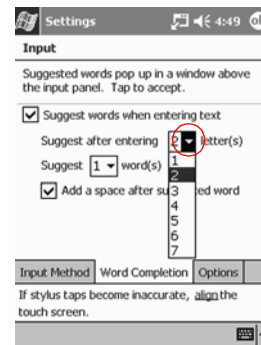 Settings 4:49 ok
Input
Suggested words pop up in a window above
the input panel. Tap to accept.
Suggest words when entering text
Suggest after entering 2 letter(s)
1
Suggest 1 word(s)
2
Add a space after su 3 ed word
4
5
6
7
Input Method Word Completion Options
If stylus taps become inaccurate, align the
touch screen.